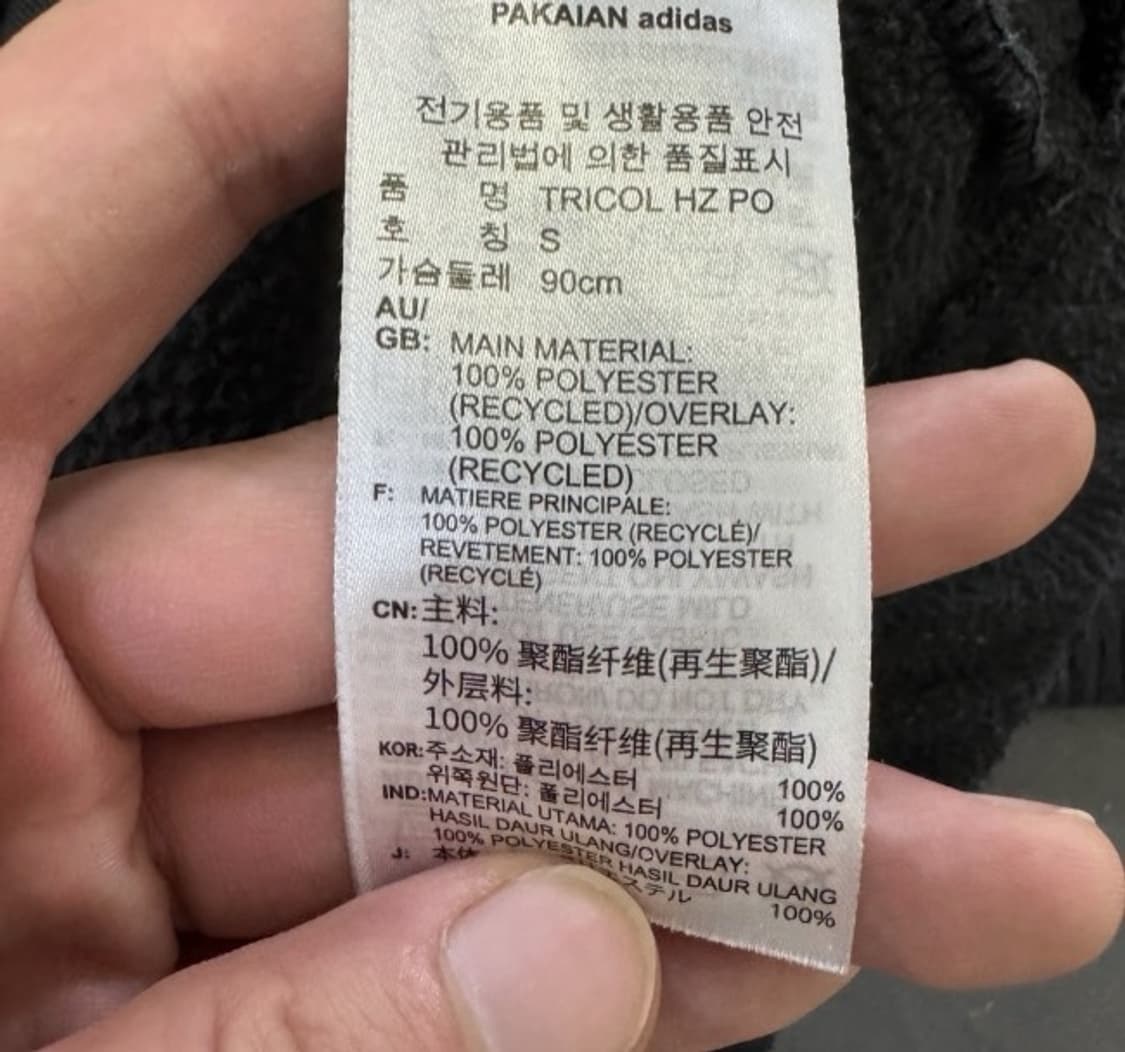 PAKAIAN adidas
전기용품 및 생활용품 안전
관리법에 의한 품질표시
품 명 TRICOL HZ PO
호 칭 S
가슴둘레 90cm
AU/
GB: MAIN MATERIAL:
100% POLYESTER
(RECYCLED)/OVERLAY:
100% POLYESTER
(RECYCLED)
F: MATIERE PRINCIPALE:
100% POLYESTER (RECYCLÉ)/
REVETEMENT: 100% POLYESTER
(RECYCLÉ)
CN:主料:
100% 聚酯纤维(再生聚酯)/
外层料:
100% 聚酯纤维(再生聚酯)
KOR:주소재: 폴리에스터 100%
위쪽원단: 폴리에스터 100%
IND:MATERIAL UTAMA: 100% POLYESTER
HASIL DAUR ULANG/OVERLAY:
100% POLYESTER HASIL DAUR ULANG
J: 本体 エステル 100%